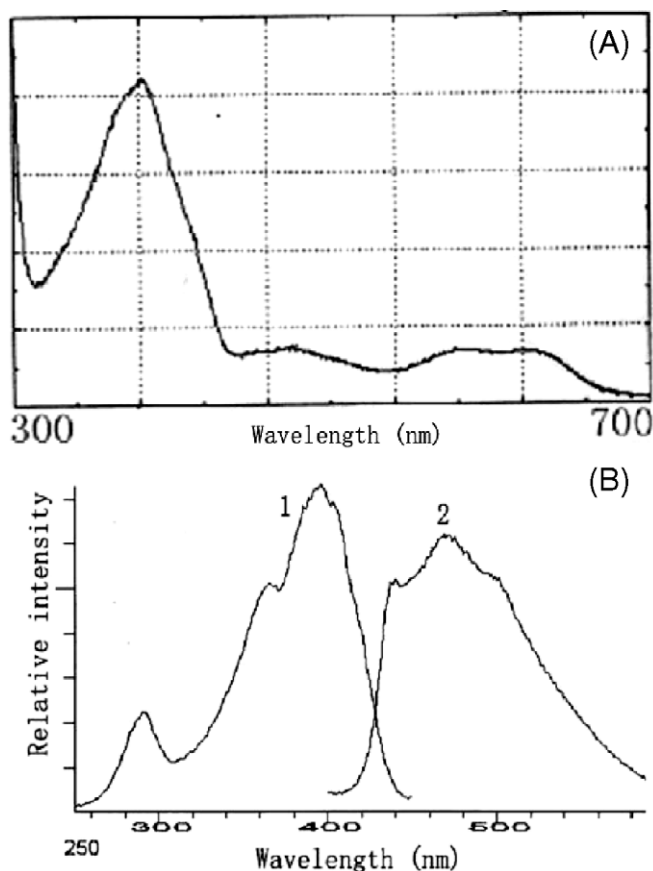 (A)
300 Wavelength (nm) 700
(B)
Relative intensity
1 2
250 300 400 500
Wavelength (nm)